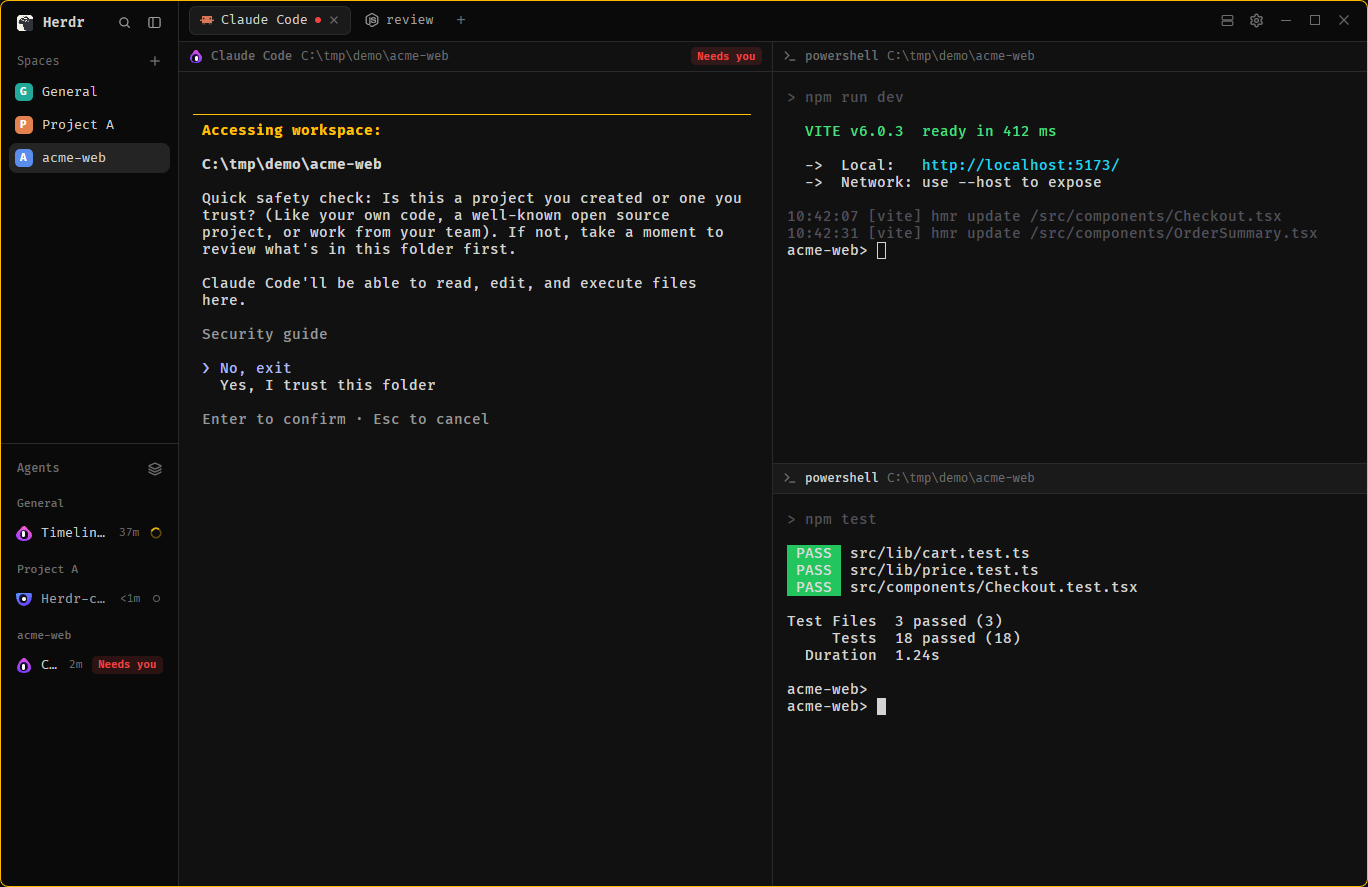 Herdr
Spaces
G General
P Project A
A acme-web
Agents
General
Timelin… 37m
Project A
Herdr-c… <1m
acme-web
C… 2m Needs you
Claude Code
review
Claude Code C:\tmp\demo\acme-web Needs you
Accessing workspace:
C:\tmp\demo\acme-web
Quick safety check: Is this a project you created or one you
trust? (Like your own code, a well-known open source
project, or work from your team). If not, take a moment to
review what's in this folder first.
Claude Code'll be able to read, edit, and execute files
here.
Security guide
❯ No, exit
Yes, I trust this folder
Enter to confirm · Esc to cancel
powershell C:\tmp\demo\acme-web
> npm run dev
VITE v6.0.3 ready in 412 ms
-> Local: http://localhost:5173/
-> Network: use --host to expose
10:42:07 [vite] hmr update /src/components/Checkout.tsx
10:42:31 [vite] hmr update /src/components/OrderSummary.tsx
acme-web>
powershell C:\tmp\demo\acme-web
> npm test
PASS src/lib/cart.test.ts
PASS src/lib/price.test.ts
PASS src/components/Checkout.test.tsx
Test Files 3 passed (3)
Tests 18 passed (18)
Duration 1.24s
acme-web>
acme-web>